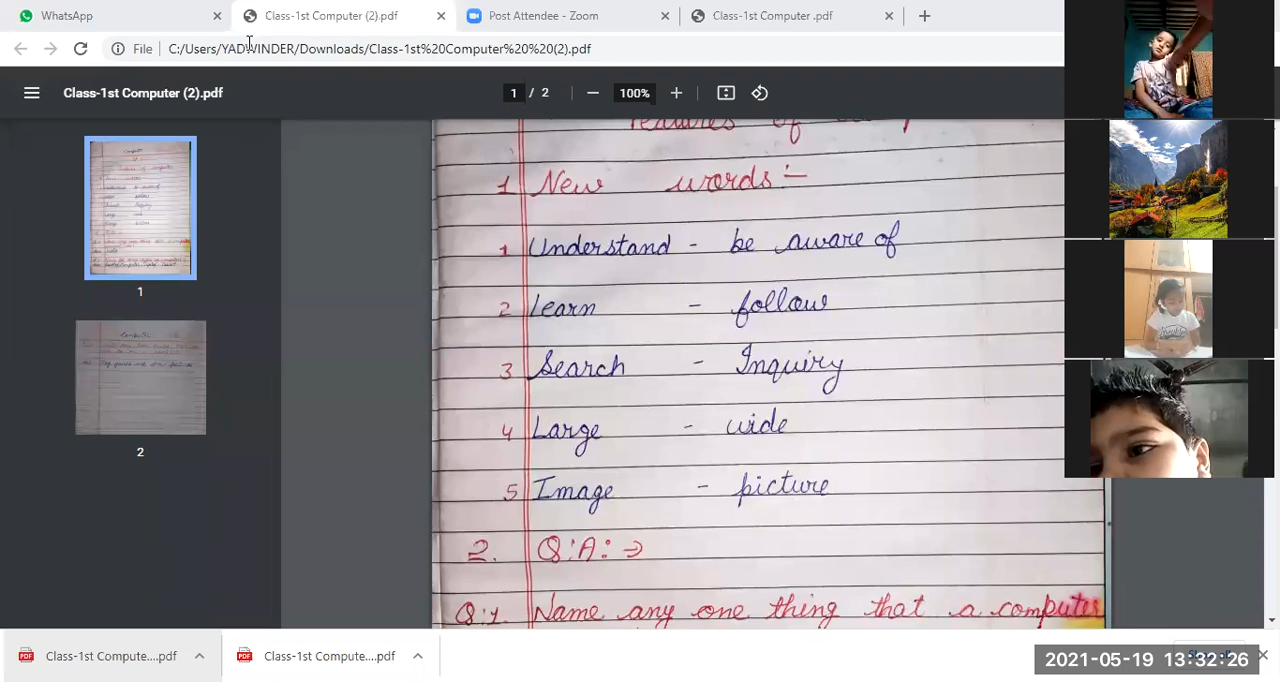 WhatsApp
Class-1st Computer (2).pdf
Post Attendee - Zoom
Class-1st Computer .pdf
File
C:/Users/YADWINDER/Downloads/Class-1st%20Computer%20%20(2).pdf
Class-1st Computer (2).pdf
1 / 2
100%
1
2
features of
1 New words:-
1 Understand - be aware of
2 Learn - follow
3 Search - Inquiry
4 Large - wide
5 Image - picture
2. Q:A:→
Q:1. Name any one thing that a computer
Class-1st Compute....pdf
Class-1st Compute....pdf
2021-05-19 13:32:26